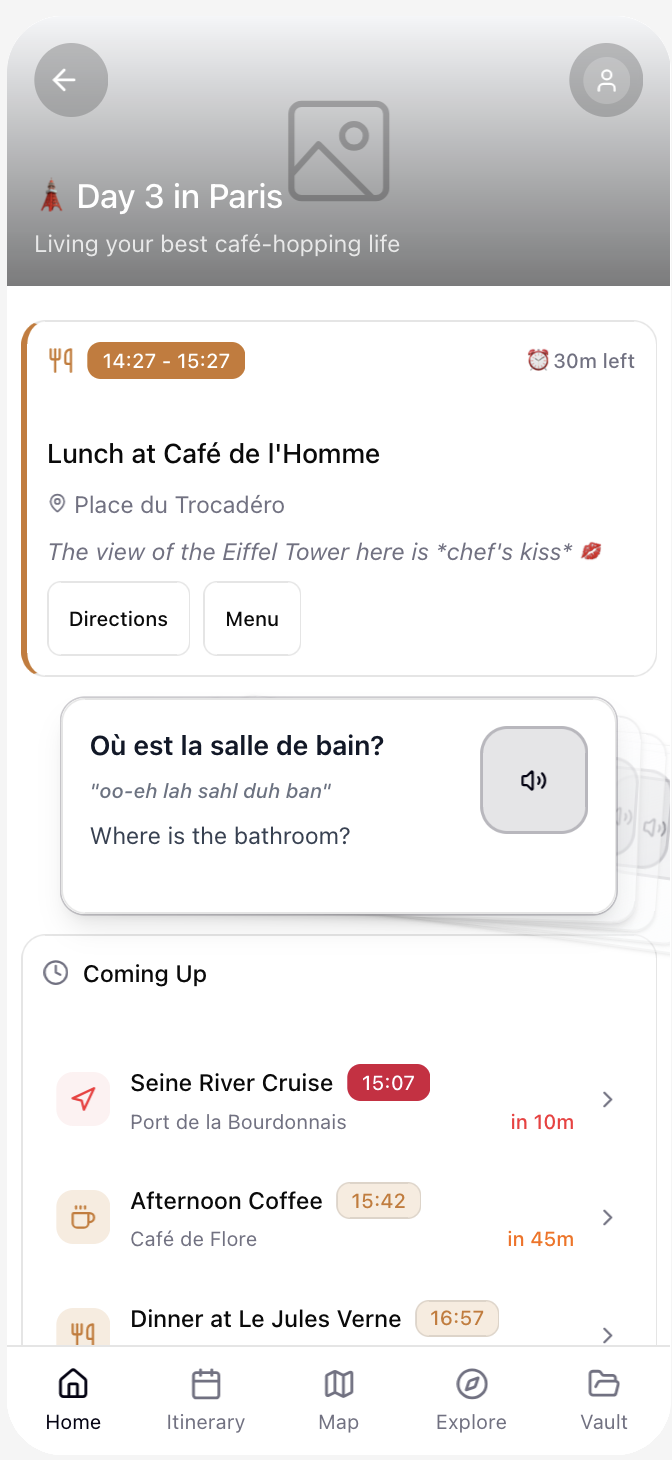 Day 3 in Paris
Living your best café-hopping life
14:27 - 15:27
30m left
Lunch at Café de l'Homme
Place du Trocadéro
The view of the Eiffel Tower here is *chef's kiss* 💋
Directions
Menu
Où est la salle de bain?
"oo-eh lah sahl duh ban"
Where is the bathroom?
Coming Up
Seine River Cruise 15:07
Port de la Bourdonnais in 10m
Afternoon Coffee 15:42
Café de Flore in 45m
Dinner at Le Jules Verne 16:57
Home Itinerary Map Explore Vault